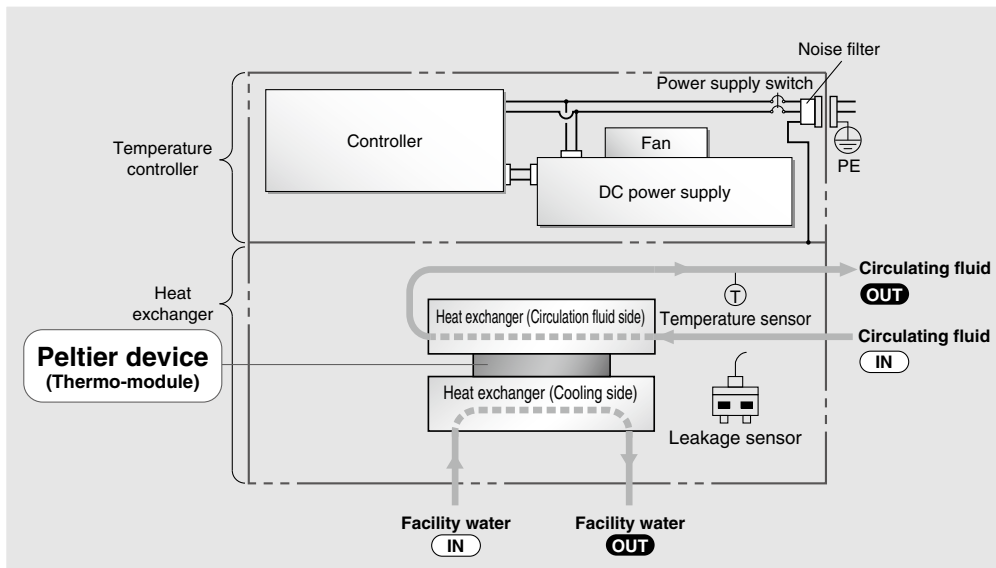 Noise filter
Power supply switch
Controller
Fan
PE
Temperature
controller
DC power supply
Circulating fluid
OUT
Heat
exchanger
T
Heat exchanger (Circulation fluid side)
Temperature sensor
Circulating fluid
IN
Peltier device
(Thermo-module)
Heat exchanger (Cooling side)
Leakage sensor
Facility water
IN
Facility water
OUT